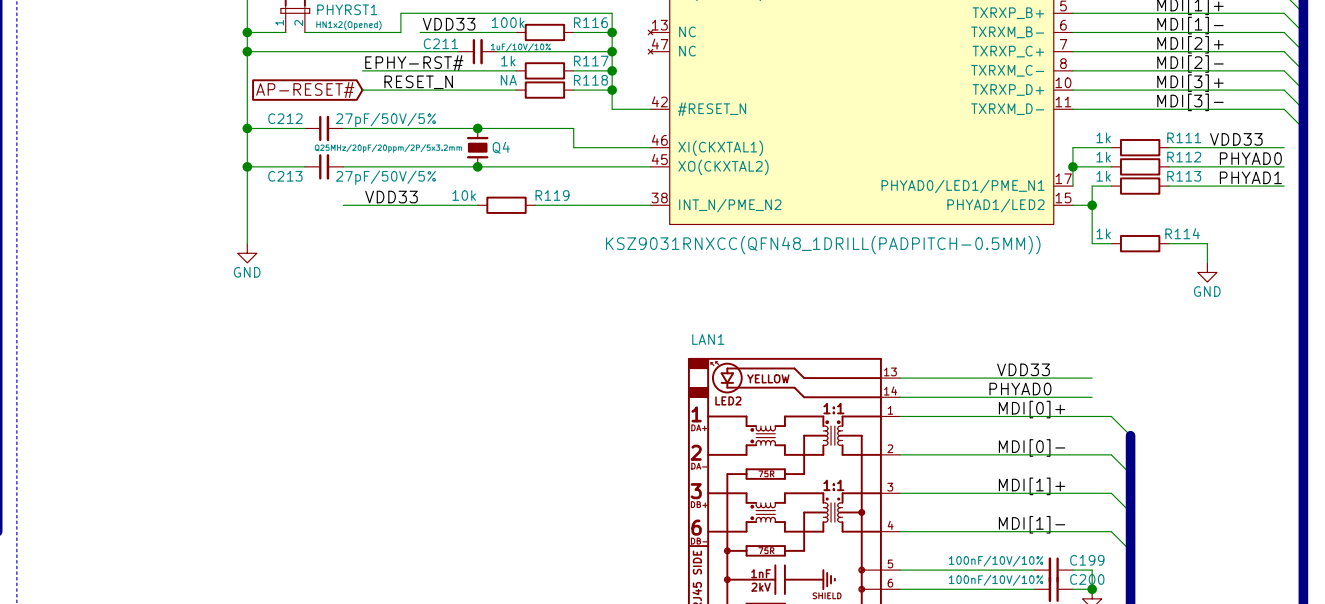 PHYRST1
1 2 HN1x2(Opened)
VDD33 100k R116
C211 1uF/10V/10%
EPHY-RST# 1k R117
AP-RESET# RESET_N NA R118
C212 27pF/50V/5%
Q25MHz/20pF/20ppm/2P/5x3.2mm Q4
C213 27pF/50V/5%
VDD33 10k R119
GND
13 NC
47 NC
42 #RESET_N
46 XI(CKXTAL1)
45 XO(CKXTAL2)
38 INT_N/PME_N2
TXRXP_B+ 5 MDI[1]+
TXRXM_B- 6 MDI[1]-
TXRXP_C+ 7 MDI[2]+
TXRXM_C- 8 MDI[2]-
TXRXP_D+ 10 MDI[3]+
TXRXM_D- 11 MDI[3]-
1k R111 VDD33
1k R112 PHYAD0
PHYAD0/LED1/PME_N1 17 1k R113 PHYAD1
PHYAD1/LED2 15
1k R114
GND
KSZ9031RNXCC(QFN48_1DRILL(PADPITCH-0.5MM))
LAN1
YELLOW 13 VDD33
LED2 14 PHYAD0
1 DA+ 1:1 1 MDI[0]+
2 DA- 2 MDI[0]-
75R
3 DB+ 1:1 3 MDI[1]+
6 DB- 4 MDI[1]-
75R
5 100nF/10V/10% C199
6 100nF/10V/10% C200
1nF
2kV
SHIELD
RJ45 SIDE